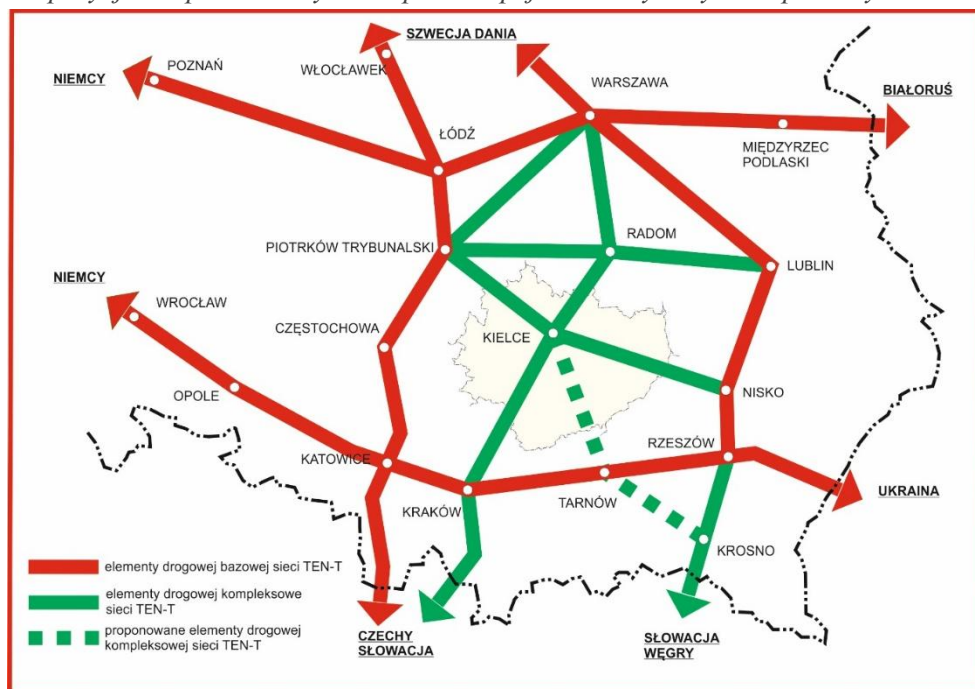 SZWECJA DANIA
POZNAŃ
WŁOCŁAWEK
NIEMCY
WARSZAWA
BIAŁORUŚ
ŁÓDŹ
MIĘDZYRZEC
PODLASKI
PIOTRKÓW TRYBUNALSKI
RADOM
LUBLIN
NIEMCY
WROCŁAW
CZĘSTOCHOWA
KIELCE
OPOLE
NISKO
RZESZÓW
KATOWICE
UKRAINA
KRAKÓW
TARNÓW
KROSNO
elementy drogowej bazowej sieci TEN-T
elementy drogowej kompleksowe
sieci TEN-T
proponowane elementy drogowej
kompleksowej sieci TEN-T
CZECHY
SŁOWACJA
SŁOWACJA
WĘGRY